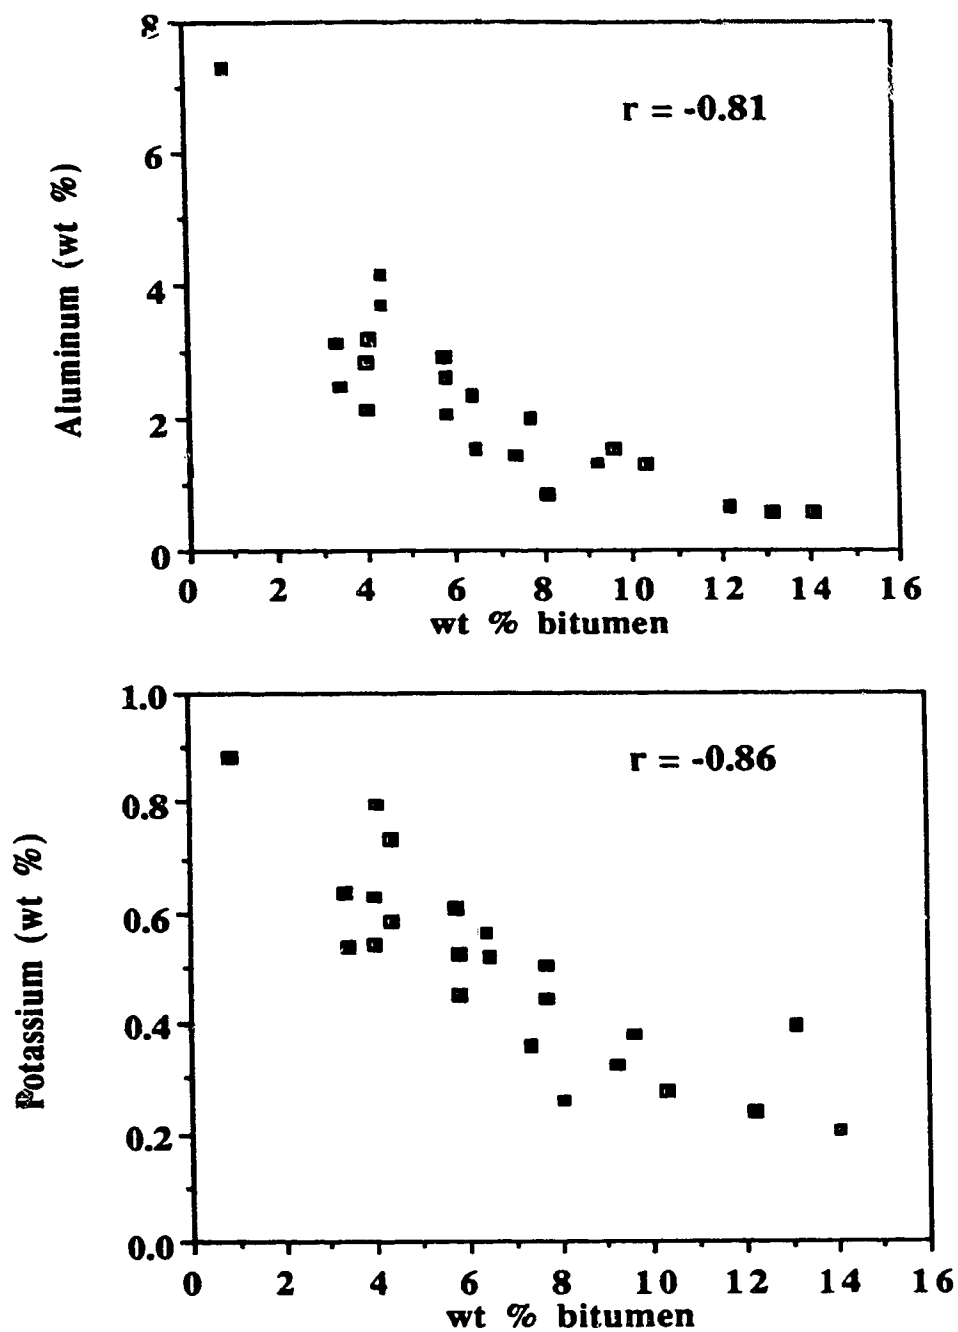 8
r = -0.81
6
Aluminum (wt %)
4
2
0
0 2 4 6 8 10 12 14 16
wt % bitumen
1.0
r = -0.86
0.8
Potassium (wt %)
0.6
0.4
0.2
0.0
0 2 4 6 8 10 12 14 16
wt % bitumen